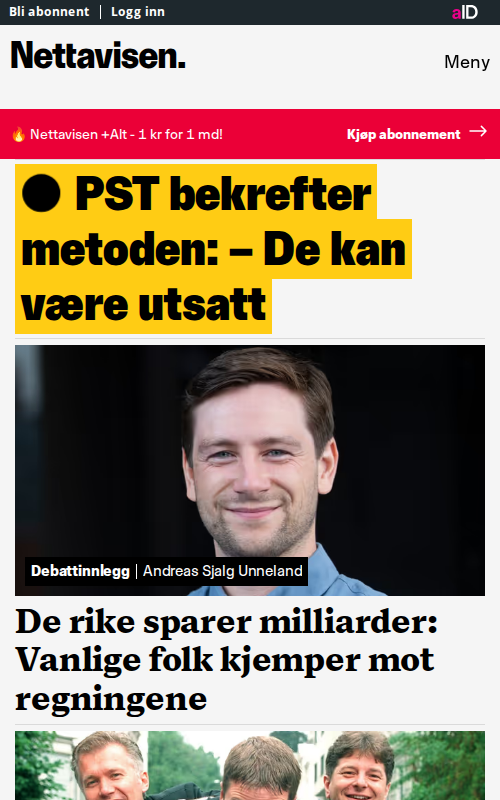 Bli abonnent | Logg inn
aID
Nettavisen.
Meny
🔥 Nettavisen +Alt - 1 kr for 1 md!
Kjøp abonnement →
PST bekrefter
metoden: – De kan
være utsatt
Debattinnlegg | Andreas Sjalg Unneland
De rike sparer milliarder:
Vanlige folk kjemper mot
regningene